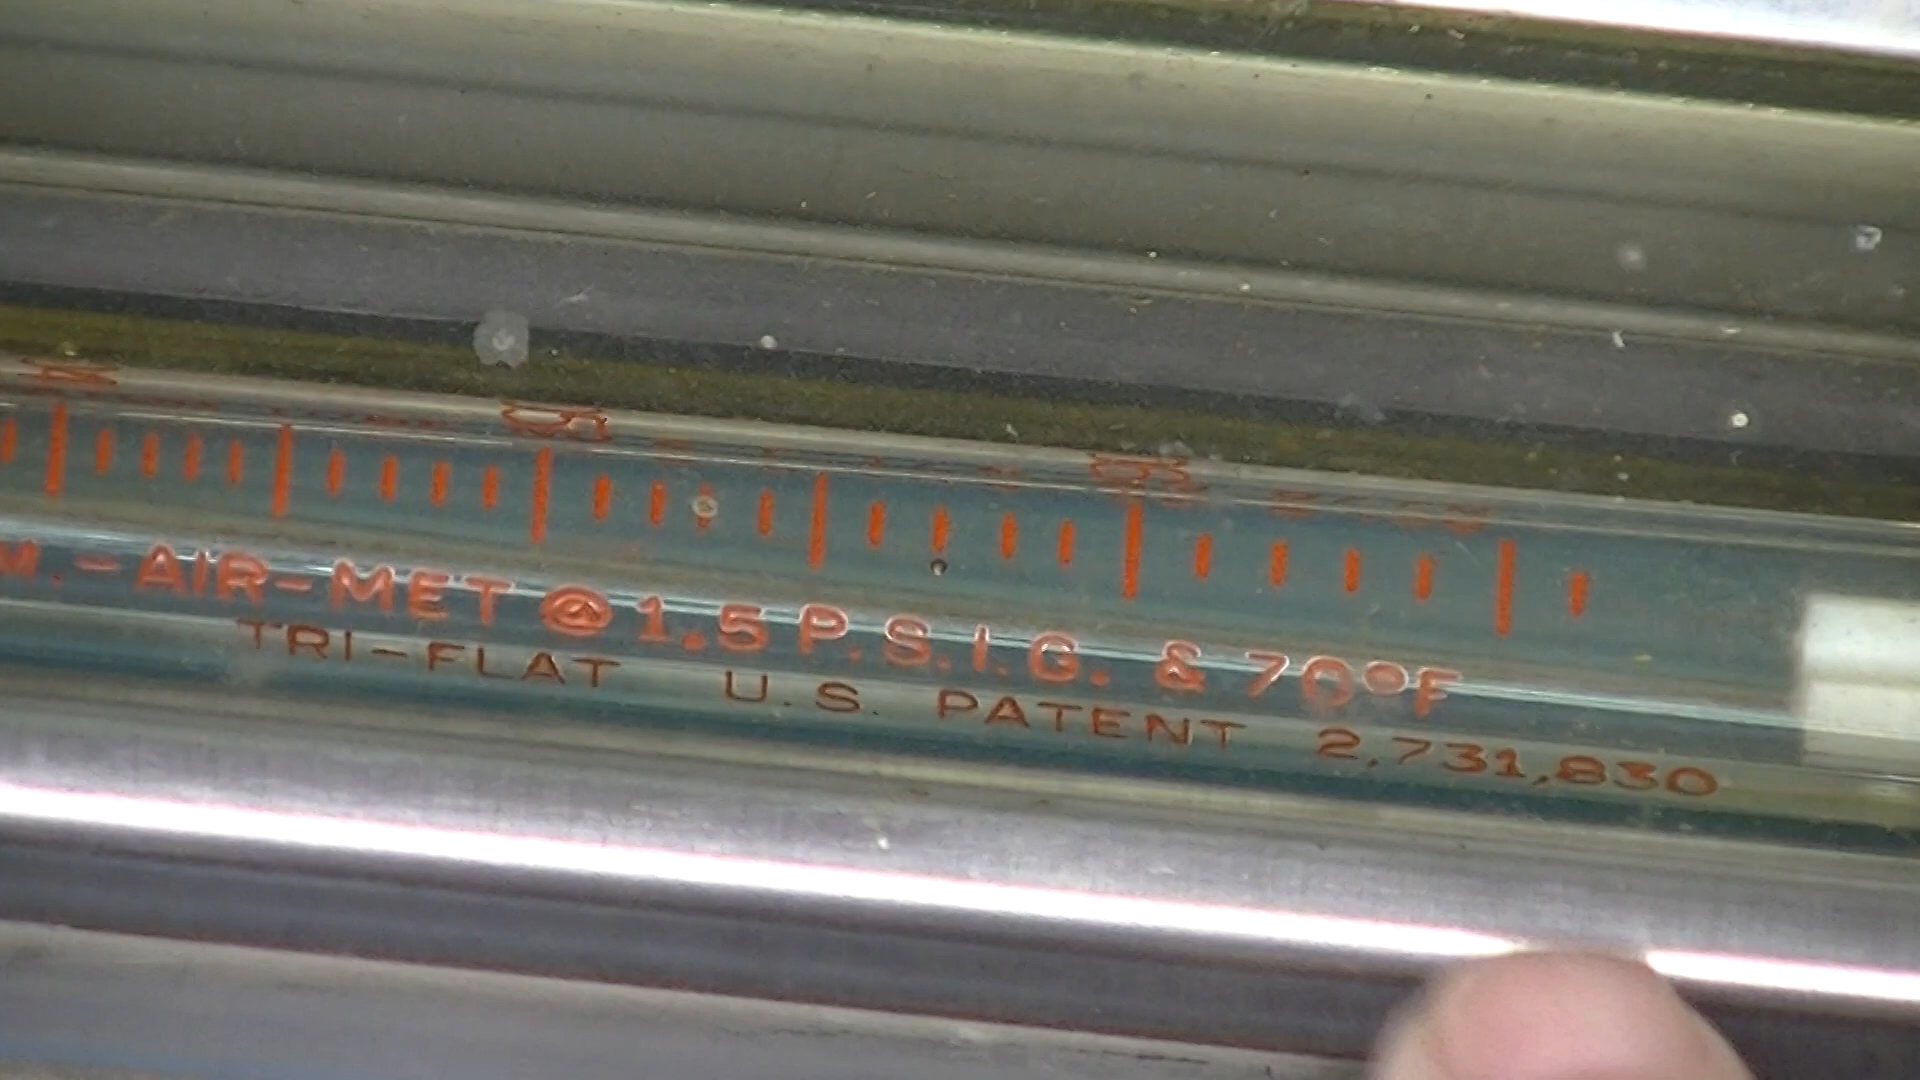 M.-AIR-MET @ 1.5 P.S.I.G. & 70°F
TRI-FLAT U.S. PATENT 2,731,830